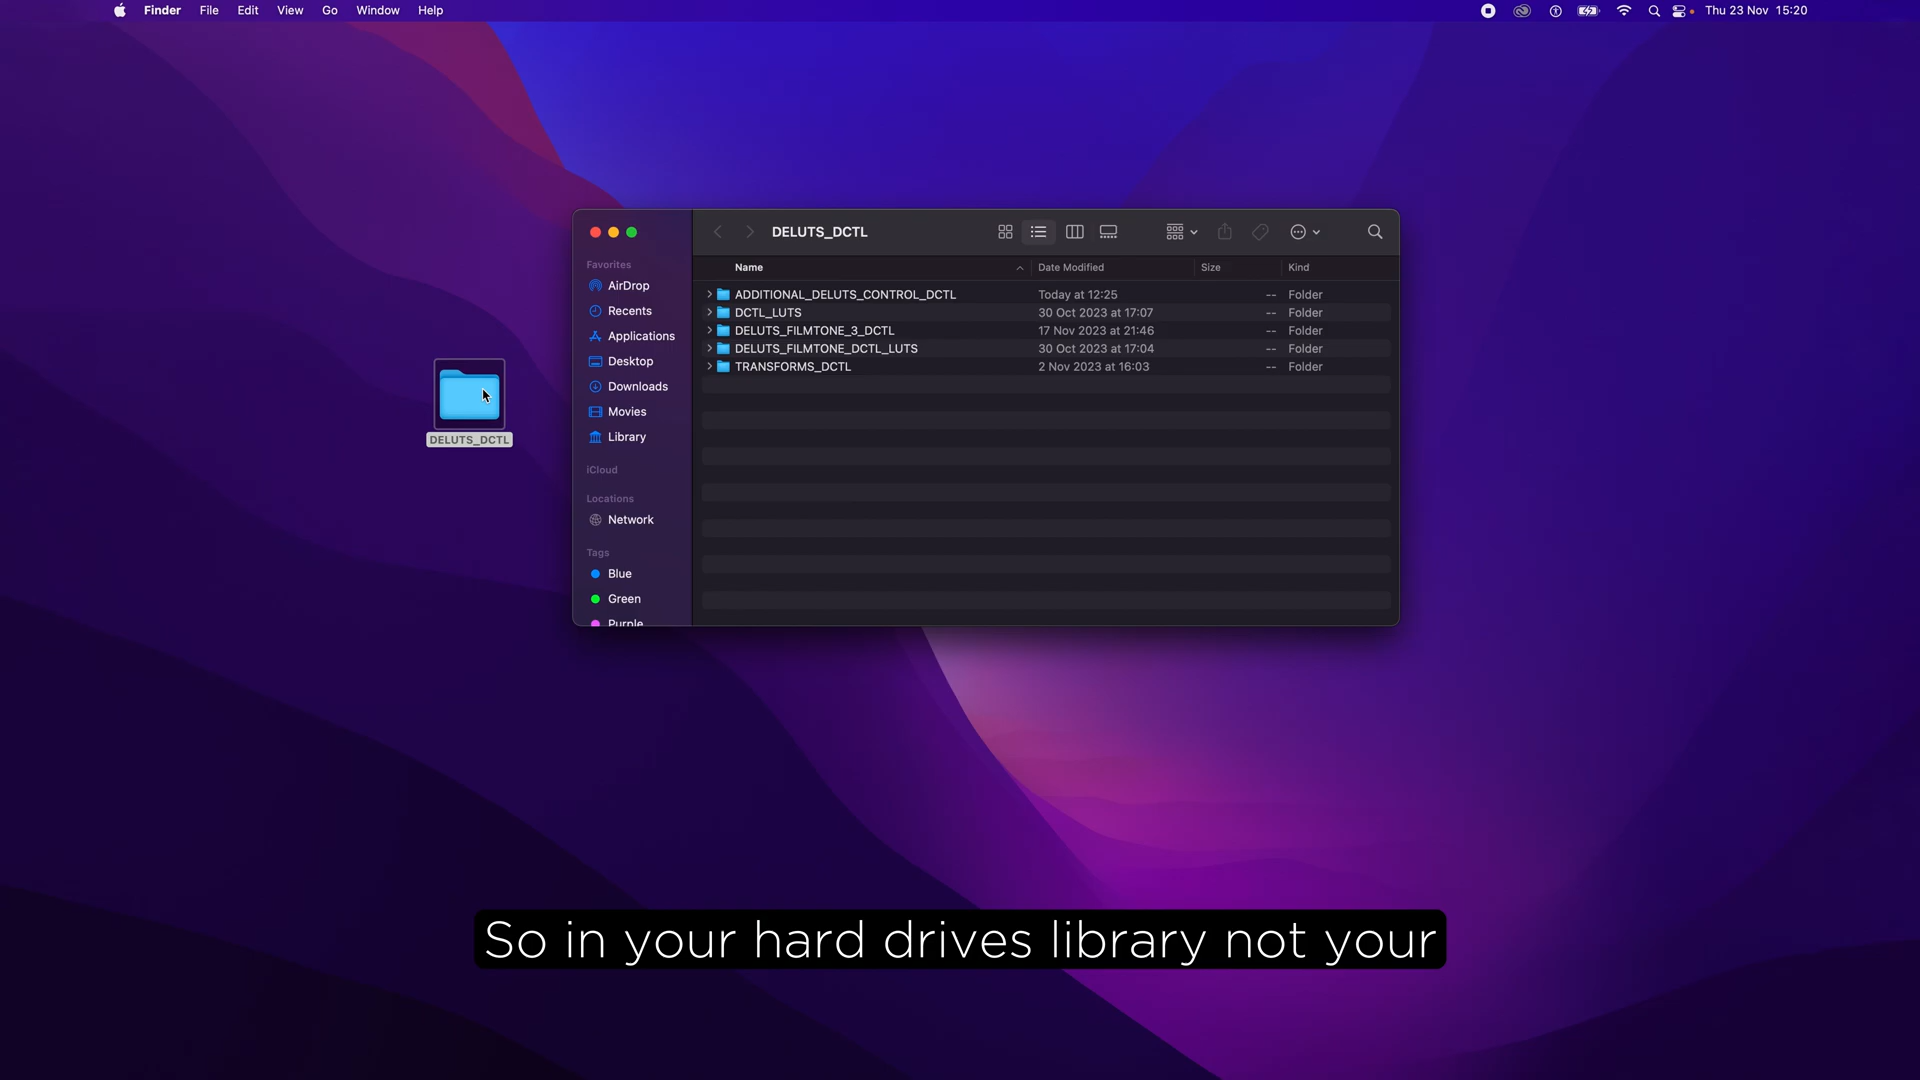 Finder File Edit View Go Window Help Thu 23 Nov 15:20
DELUTS_DCTL
Favorites
AirDrop
Recents
Applications
Desktop
Downloads
Movies
Library
iCloud
Locations
Network
Tags
Blue
Green
Purple
DELUTS_DCTL
Name Date Modified Size Kind
ADDITIONAL_DELUTS_CONTROL_DCTL Today at 12:25 -- Folder
DCTL_LUTS 30 Oct 2023 at 17:07 -- Folder
DELUTS_FILMTONE_3_DCTL 17 Nov 2023 at 21:46 -- Folder
DELUTS_FILMTONE_DCTL_LUTS 30 Oct 2023 at 17:04 -- Folder
TRANSFORMS_DCTL 2 Nov 2023 at 16:03 -- Folder
So in your hard drives library not your